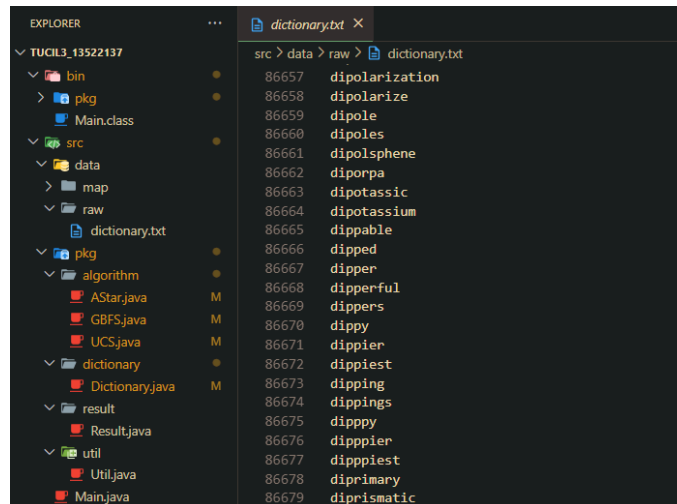 EXPLORER
TUCIL3_13522137
bin
pkg
Main.class
src
data
map
raw
dictionary.txt
pkg
algorithm
AStar.java M
GBFS.java M
UCS.java M
dictionary
Dictionary.java M
result
Result.java
util
Util.java
Main.java
dictionary.txt
src > data > raw > dictionary.txt
86657 dipolarization
86658 dipolarize
86659 dipole
86660 dipoles
86661 dipolsphene
86662 diporpa
86663 dipotassic
86664 dipotassium
86665 dippable
86666 dipped
86667 dipper
86668 dipperful
86669 dippers
86670 dippy
86671 dippier
86672 dippiest
86673 dipping
86674 dippings
86675 dipppy
86676 dipppier
86677 dipppiest
86678 diprimary
86679 diprismatic